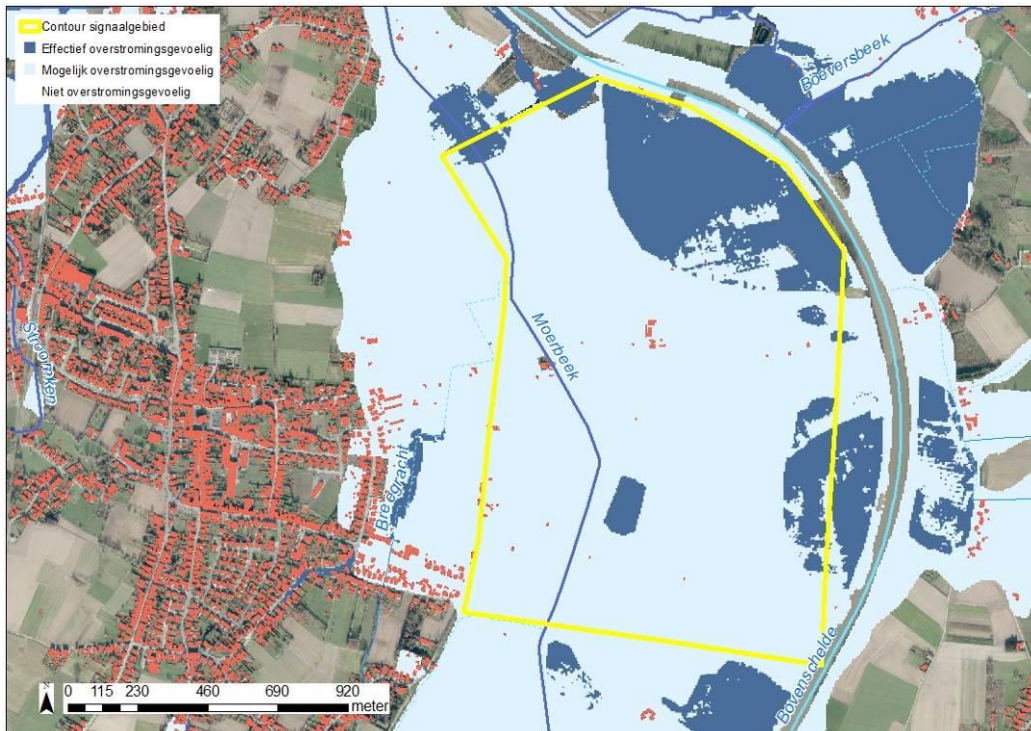 Contour signaalgebied
Effectief overstromingsgevoelig
Mogelijk overstromingsgevoelig
Niet overstromingsgevoelig
Boeversbeek
Stroomken
Moerbeek
Breegracht
Bovenschelde
0 115 230 460 690 920
meter